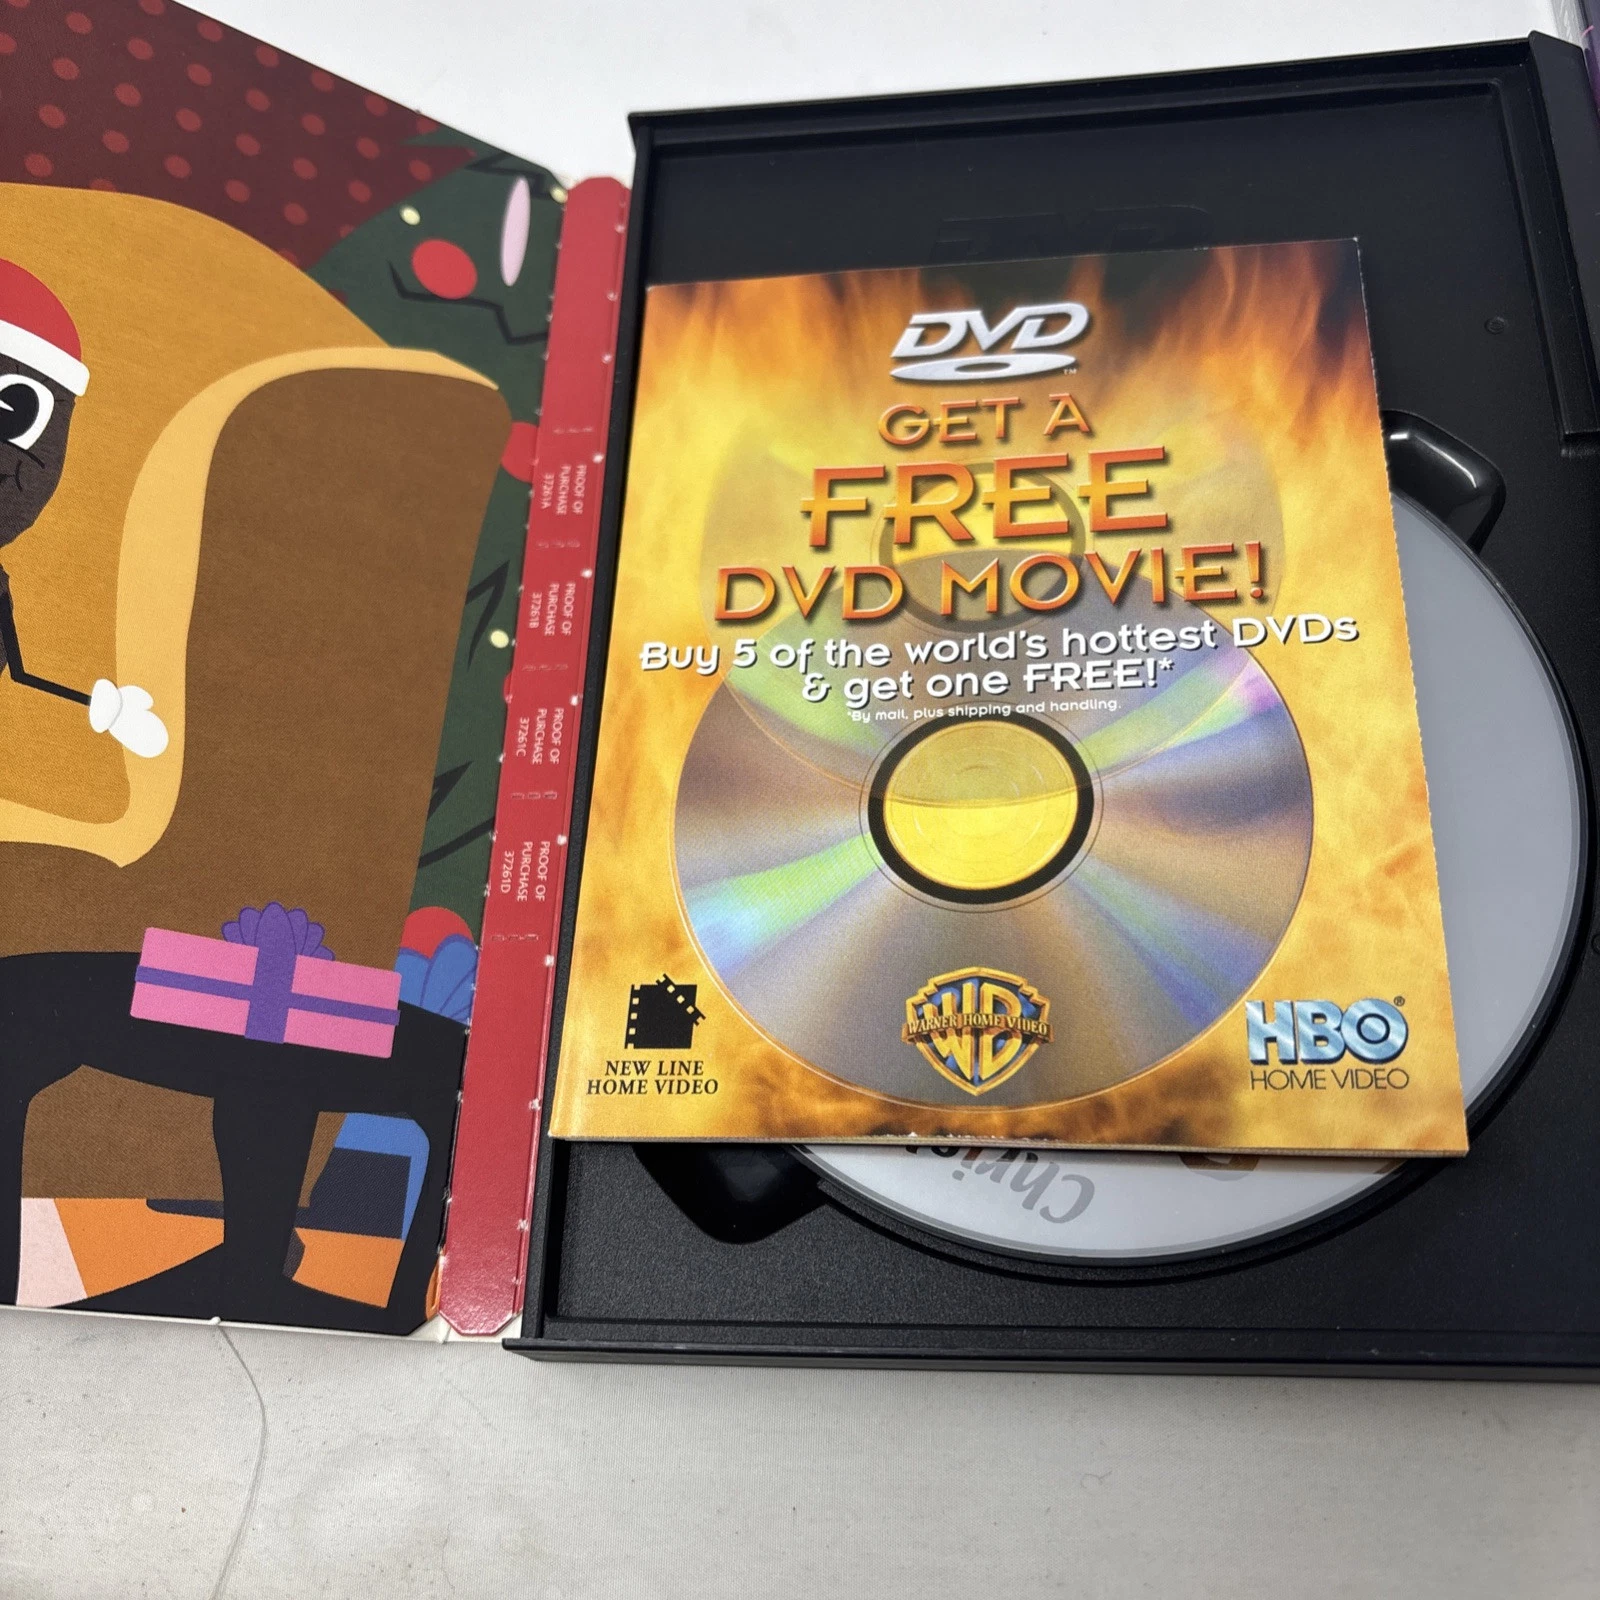 DVD
™
GET A
FREE
DVD MOVIE!
Buy 5 of the world's hottest DVDs
& get one FREE!*
*By mail, plus shipping and handling.
NEW LINE
HOME VIDEO
WARNER HOME VIDEO
HBO®
HOME VIDEO
PROOF OF
PURCHASE
37261A
PROOF OF
PURCHASE
37261B
PROOF OF
PURCHASE
37261C
PROOF OF
PURCHASE
37261D
DVD